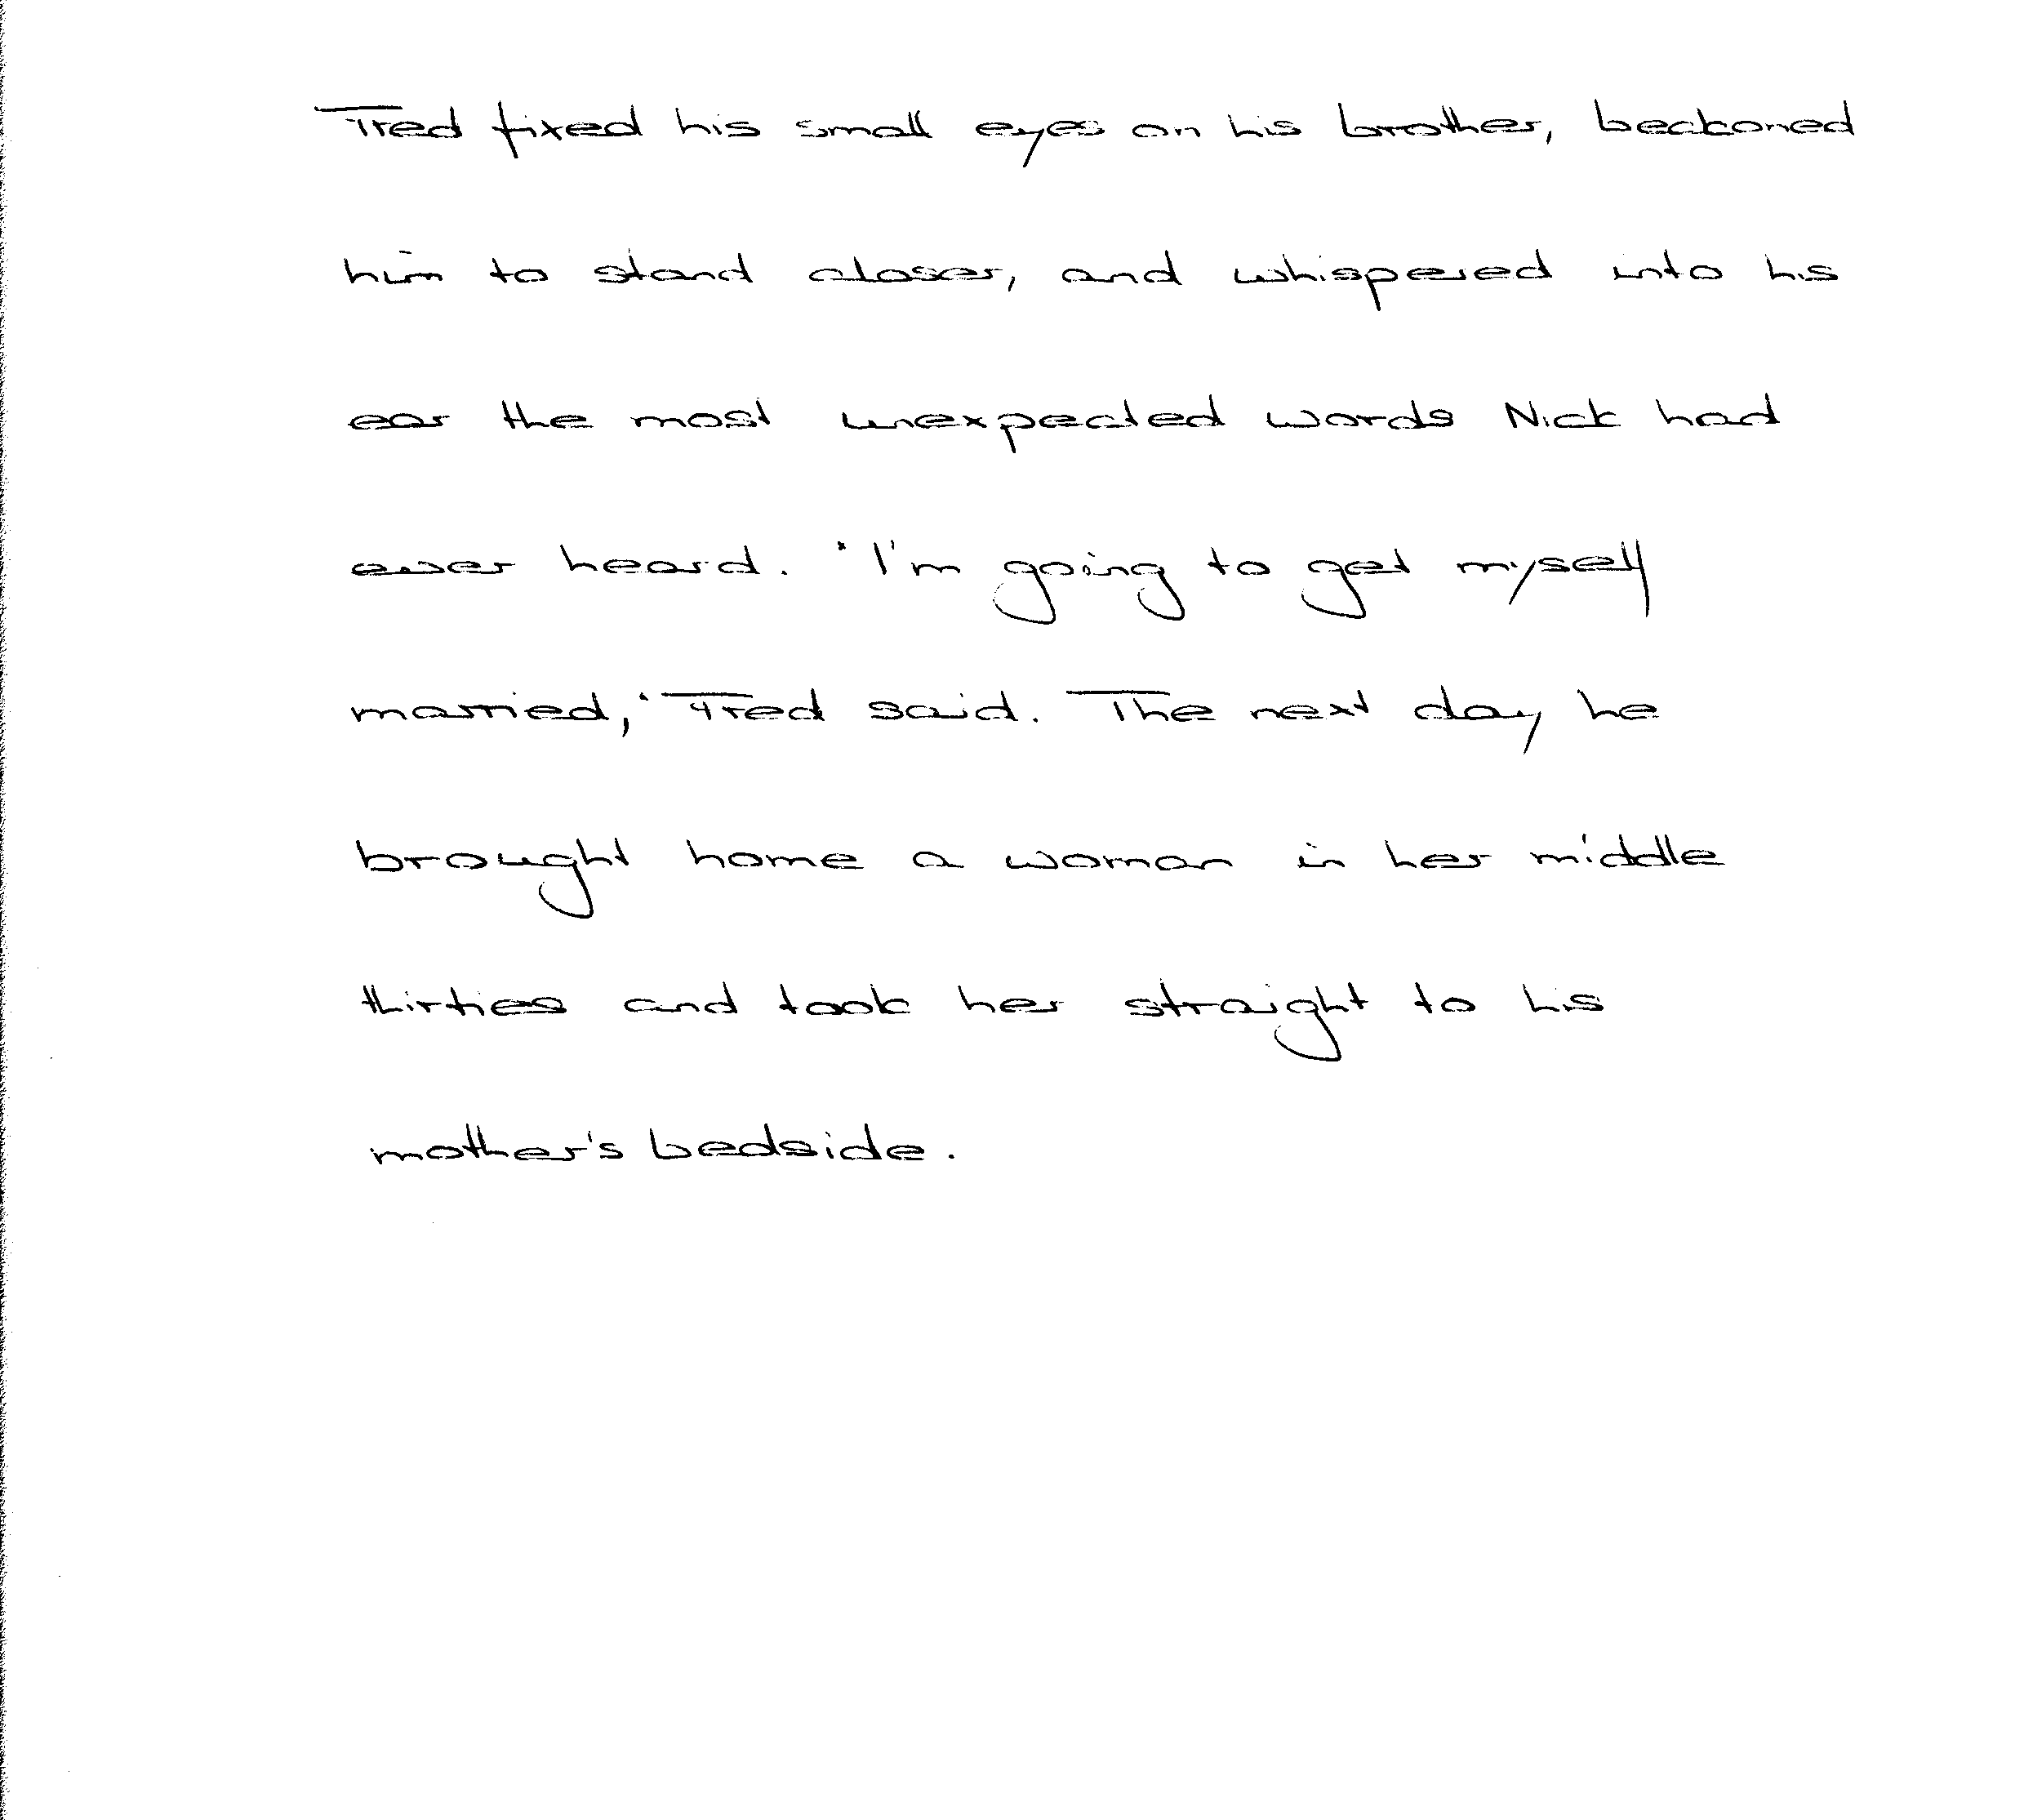 Fred fixed his small eyes on his brother, beckoned
him to stand closer, and whispered into his
ear the most unexpected words Nick had
ever heard. "I'm going to get myself
married," Fred said. The next day he
brought home a woman in her middle
thirties and took her straight to his
mother's bedside.